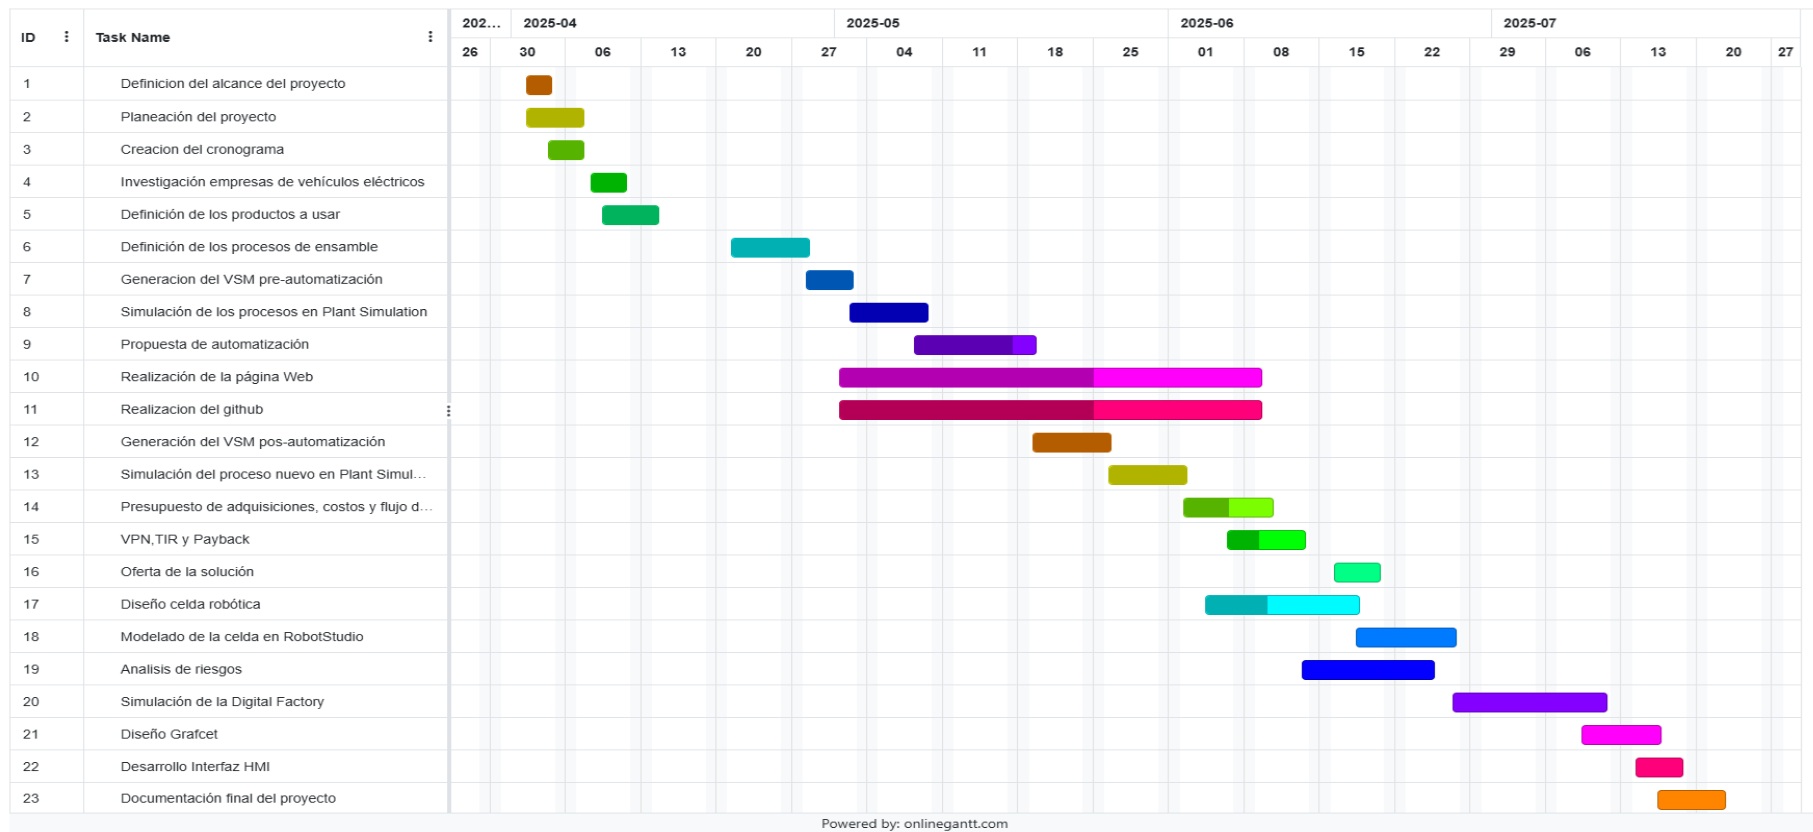 ID Task Name 202... 2025-04 2025-05 2025-06 2025-07
26 30 06 13 20 27 04 11 18 25 01 08 15 22 29 06 13 20 27
1 Definicion del alcance del proyecto
2 Planeación del proyecto
3 Creacion del cronograma
4 Investigación empresas de vehículos eléctricos
5 Definición de los productos a usar
6 Definición de los procesos de ensamble
7 Generacion del VSM pre-automatización
8 Simulación de los procesos en Plant Simulation
9 Propuesta de automatización
10 Realización de la página Web
11 Realizacion del github
12 Generación del VSM pos-automatización
13 Simulación del proceso nuevo en Plant Simul...
14 Presupuesto de adquisiciones, costos y flujo d...
15 VPN,TIR y Payback
16 Oferta de la solución
17 Diseño celda robótica
18 Modelado de la celda en RobotStudio
19 Analisis de riesgos
20 Simulación de la Digital Factory
21 Diseño Grafcet
22 Desarrollo Interfaz HMI
23 Documentación final del proyecto
Powered by: onlinegantt.com